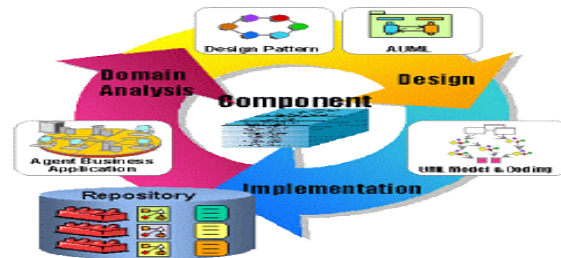 Design Pattern
AUML
Domain
Analysis
Design
Component
Agent Business
Application
UML Model & Coding
Implementation
Repository